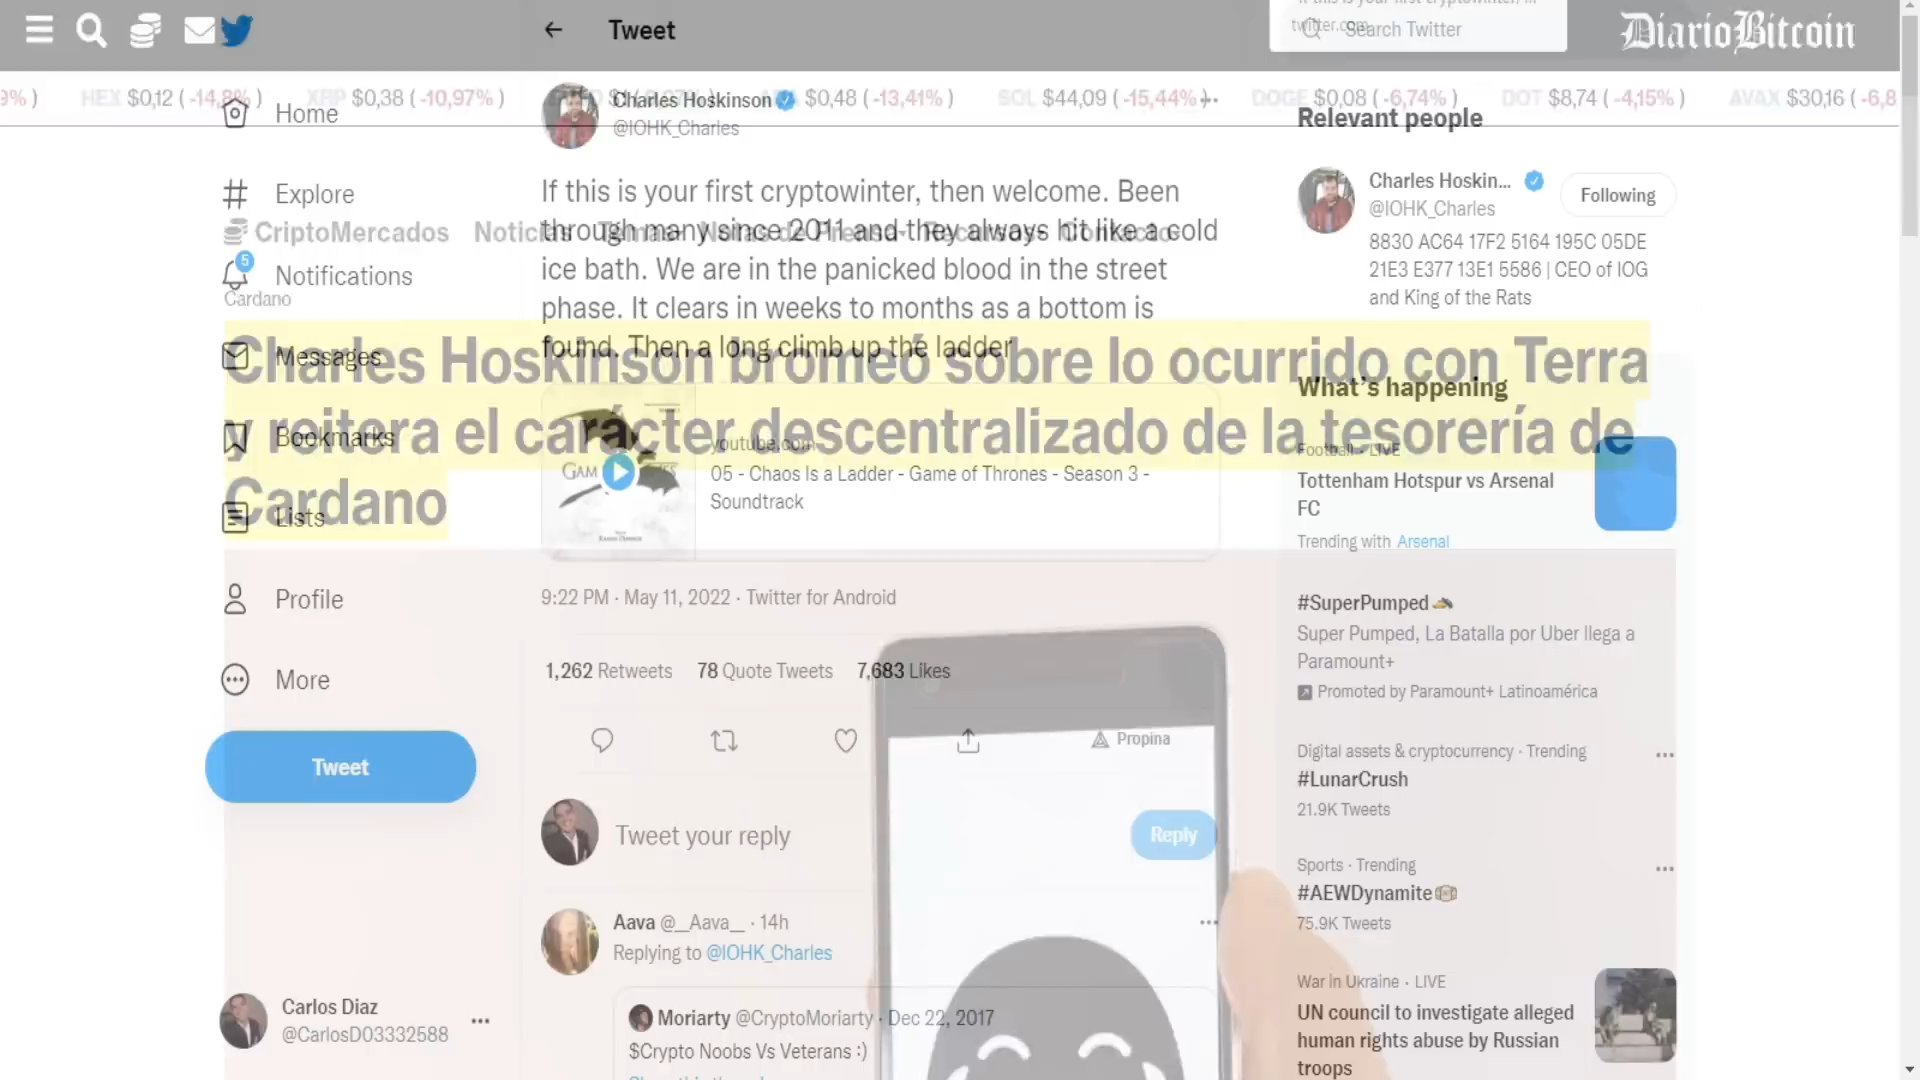 Tweet
twitter.com
Search Twitter
DiarioBitcoin
HEX $0,12 ( -14,8% )
XRP $0,38 ( -10,97% )
$0,48 ( -13,41% )
SOL $44,09 ( -15,44% )
DOGE $0,08 ( -6,74% )
DOT $8,74 ( -4,15% )
AVAX $30,16 ( -6,8
Home
Explore
5
Notifications
Messages
Bookmarks
Lists
Profile
More
Tweet
Carlos Diaz
@CarlosD03332588
CriptoMercados Noticias Temas Notas de Prensa Recursos Contacto
Cardano
Charles Hoskinson bromeó sobre lo ocurrido con Terra
y reitera el carácter descentralizado de la tesorería de
Cardano
Charles Hoskinson
@IOHK_Charles
If this is your first cryptowinter, then welcome. Been
through many since 2011 and they always hit like a cold
ice bath. We are in the panicked blood in the street
phase. It clears in weeks to months as a bottom is
found. Then a long climb up the ladder
youtube.com
05 - Chaos Is a Ladder - Game of Thrones - Season 3 -
Soundtrack
9:22 PM · May 11, 2022 · Twitter for Android
1,262 Retweets 78 Quote Tweets 7,683 Likes
Propina
Tweet your reply
Reply
Aava @__Aava__ · 14h
Replying to @IOHK_Charles
Moriarty @CryptoMoriarty · Dec 22, 2017
$Crypto Noobs Vs Veterans :)
Relevant people
Charles Hoskin...
@IOHK_Charles
Following
8830 AC64 17F2 5164 195C 05DE
21E3 E377 13E1 5586 | CEO of IOG
and King of the Rats
What's happening
Football · LIVE
Tottenham Hotspur vs Arsenal
FC
Trending with Arsenal
#SuperPumped
Super Pumped, La Batalla por Uber llega a
Paramount+
Promoted by Paramount+ Latinoamérica
Digital assets & cryptocurrency · Trending
#LunarCrush
21.9K Tweets
Sports · Trending
#AEWDynamite
75.9K Tweets
War in Ukraine · LIVE
UN council to investigate alleged
human rights abuse by Russian
troops